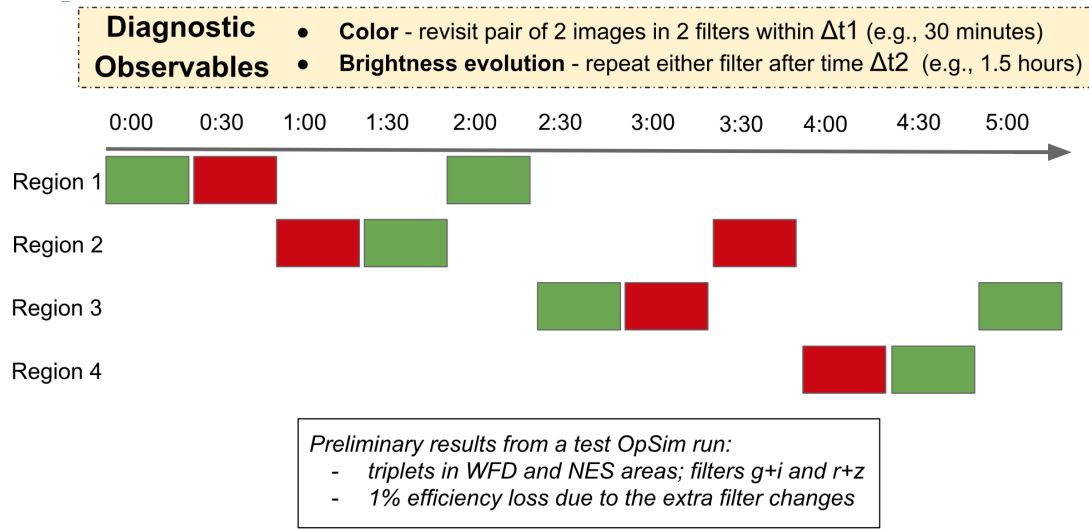 Diagnostic Observables
● Color - revisit pair of 2 images in 2 filters within Δt1 (e.g., 30 minutes)
● Brightness evolution - repeat either filter after time Δt2 (e.g., 1.5 hours)
0:00 0:30 1:00 1:30 2:00 2:30 3:00 3:30 4:00 4:30 5:00
Region 1
Region 2
Region 3
Region 4
Preliminary results from a test OpSim run:
- triplets in WFD and NES areas; filters g+i and r+z
- 1% efficiency loss due to the extra filter changes